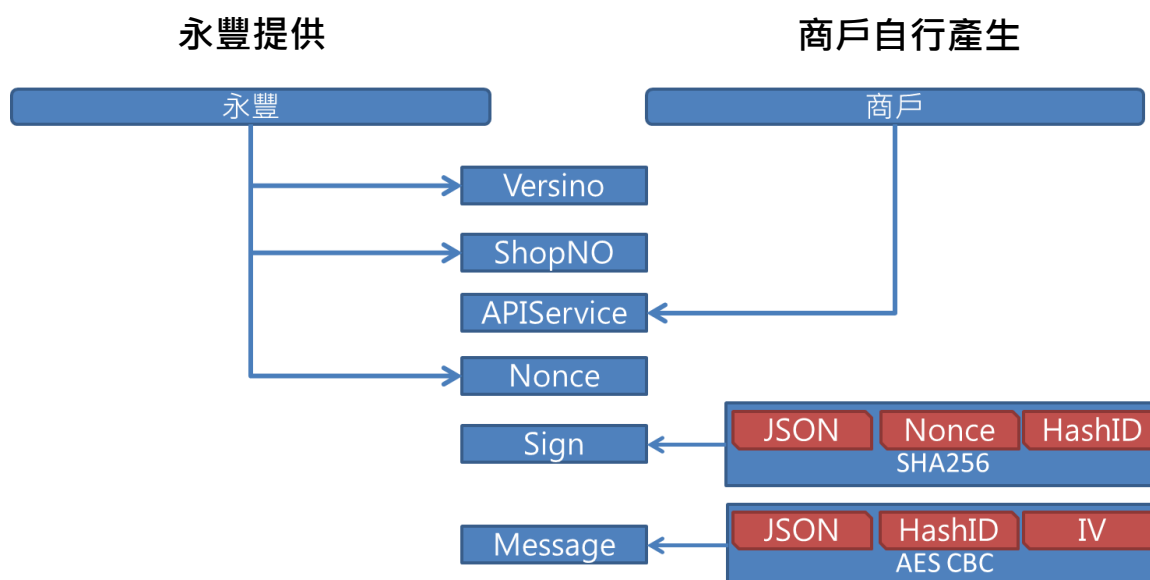 永豐提供
商戶自行產生
永豐
商戶
Versino
ShopNO
APIService
Nonce
Sign
JSON Nonce HashID
SHA256
Message
JSON HashID IV
AES CBC